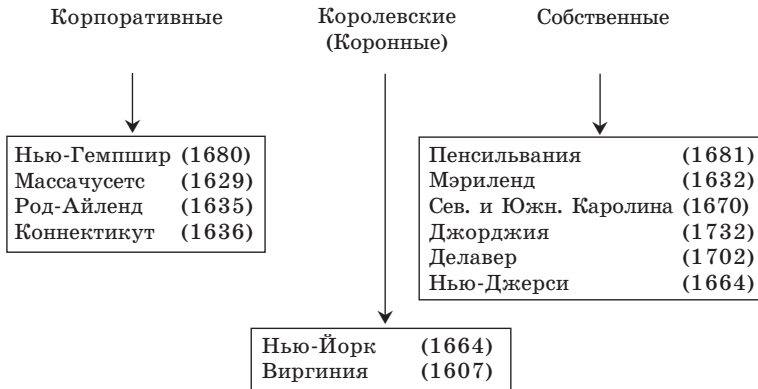 Корпоративные
Королевские
(Коронные)
Собственные
Нью-Гемпшир (1680)
Массачусетс (1629)
Род-Айленд (1635)
Коннектикут (1636)
Пенсильвания (1681)
Мэриленд (1632)
Сев. и Южн. Каролина (1670)
Джорджия (1732)
Делавер (1702)
Нью-Джерси (1664)
Нью-Йорк (1664)
Виргиния (1607)